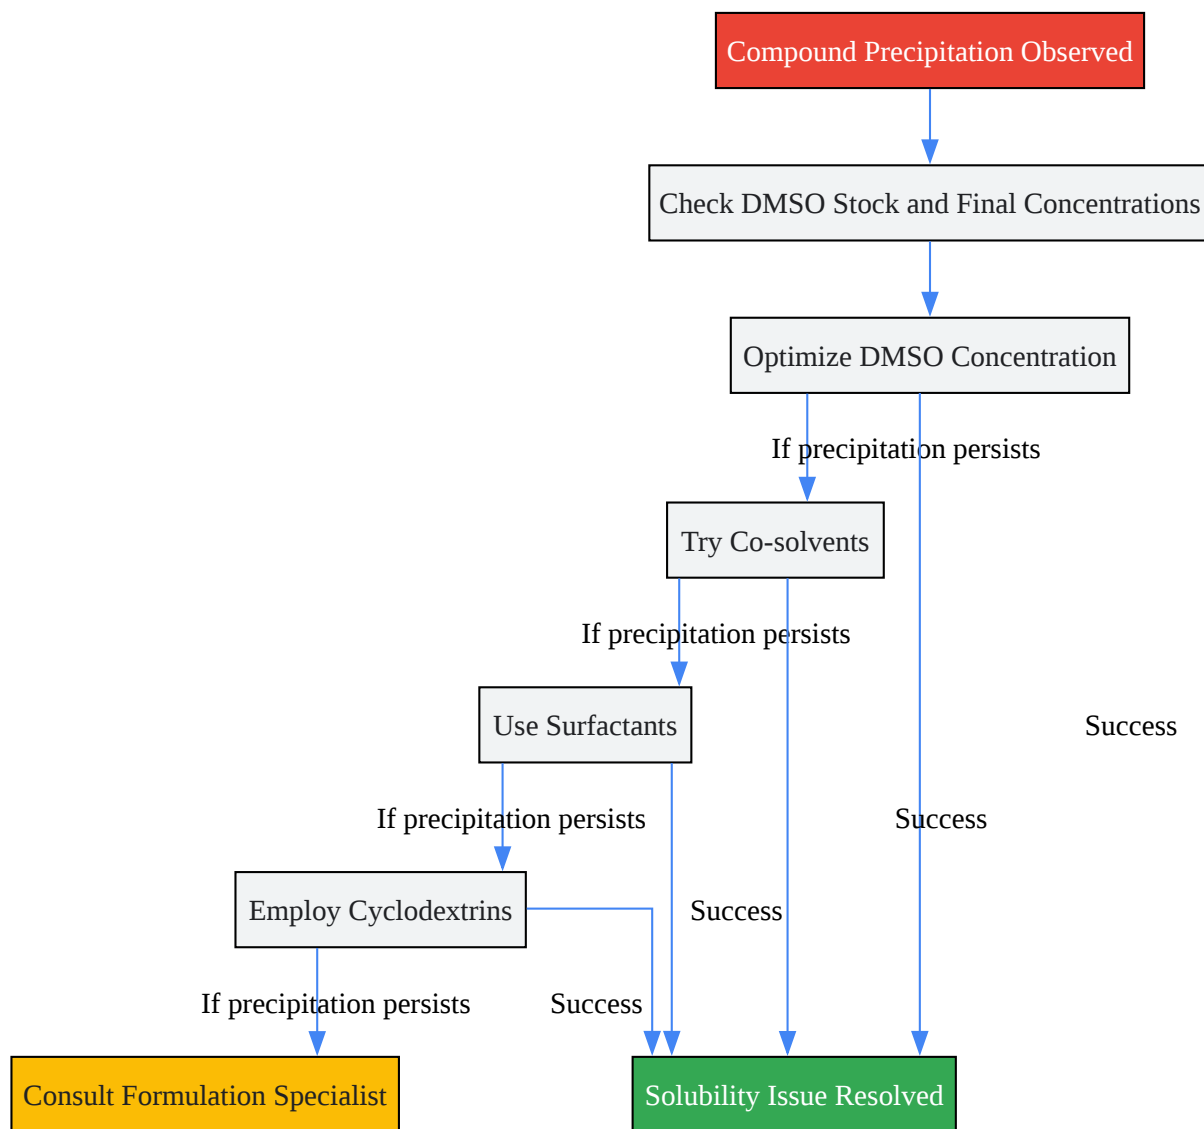 Compound Precipitation Observed
Check DMSO Stock and Final Concentrations
Optimize DMSO Concentration
If precipitation persists
Try Co-solvents
If precipitation persists
Use Surfactants
Success
If precipitation persists
Success
Employ Cyclodextrins
Success
If precipitation persists
Success
Consult Formulation Specialist
Solubility Issue Resolved